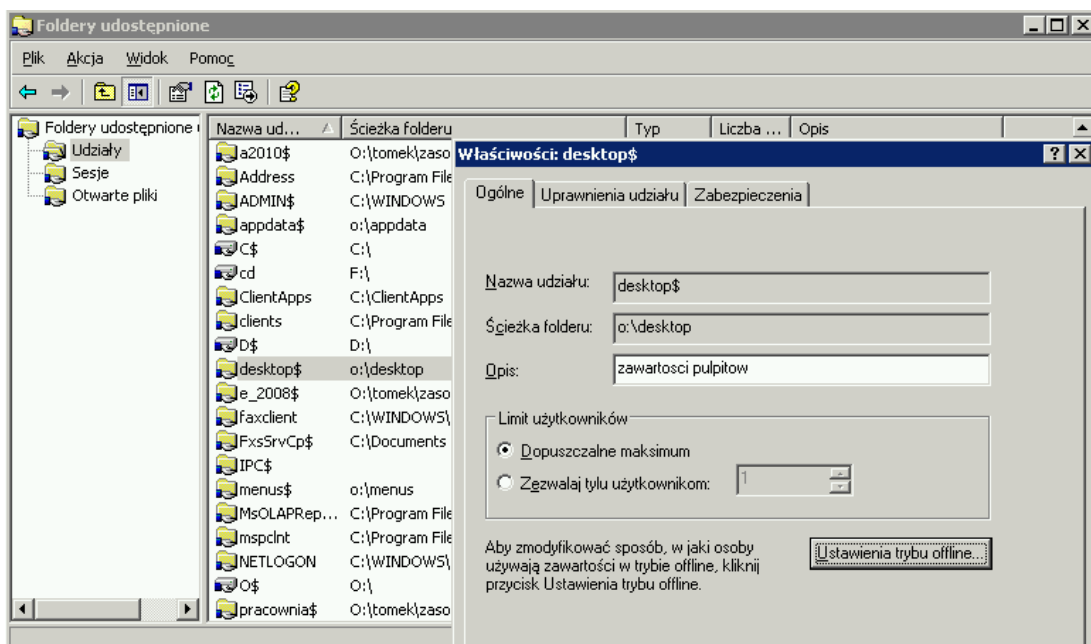 Foldery udostępnione
Plik Akcja Widok Pomoc
Foldery udostępnione
Udziały
Sesje
Otwarte pliki
Nazwa ud... Ścieżka folderu Typ Liczba ... Opis
a2010$ O:\tomek\zaso
Address C:\Program File
ADMIN$ C:\WINDOWS
appdata$ o:\appdata
C$ C:\
cd F:\
ClientApps C:\ClientApps
clients C:\Program File
D$ D:\
desktop$ o:\desktop
e_2008$ O:\tomek\zaso
faxclient C:\WINDOWS\
FxsSrvCp$ C:\Documents
IPC$
menus$ o:\menus
MsOLAPRep... C:\Program File
mspclnt C:\Program File
NETLOGON C:\WINDOWS\
O$ O:\
pracownia$ O:\tomek\zaso
Właściwości: desktop$
Ogólne Uprawnienia udziału Zabezpieczenia
Nazwa udziału: desktop$
Ścieżka folderu: o:\desktop
Opis: zawartosci pulpitow
Limit użytkowników
Dopuszczalne maksimum
Zezwalaj tylu użytkownikom: 1
Aby zmodyfikować sposób, w jaki osoby
używają zawartości w trybie offline, kliknij
przycisk Ustawienia trybu offline.
Ustawienia trybu offline...